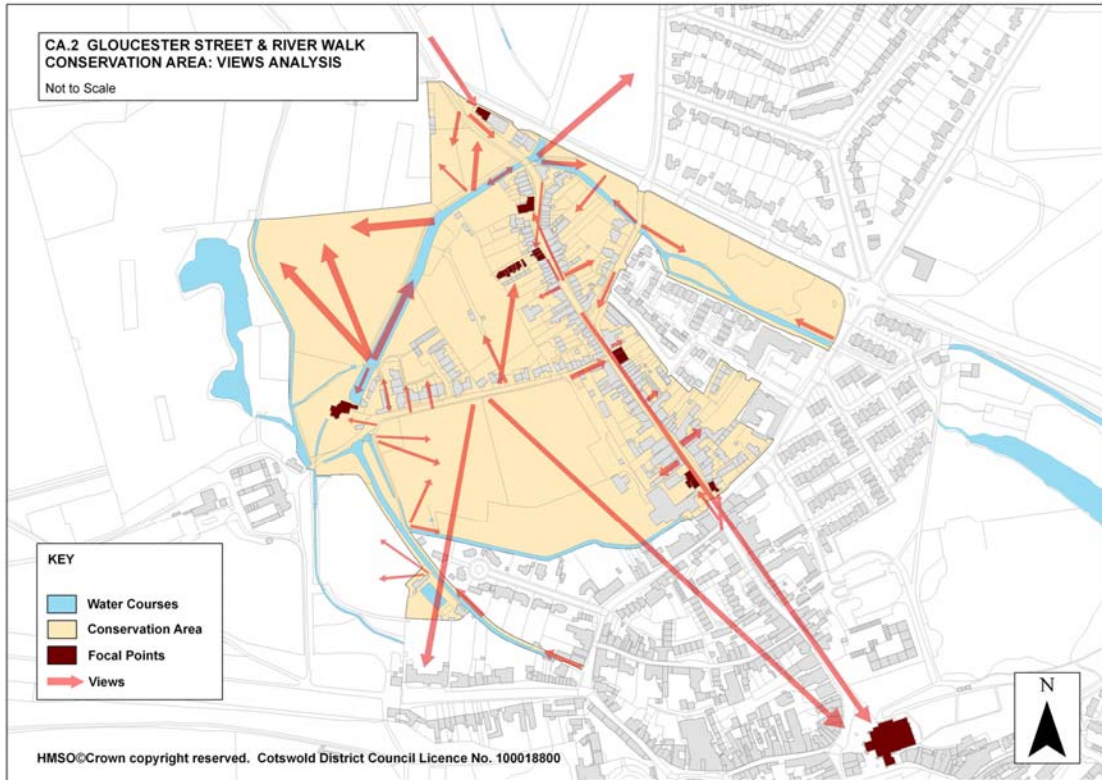 CA.2 GLOUCESTER STREET & RIVER WALK
CONSERVATION AREA: VIEWS ANALYSIS
Not to Scale
KEY
Water Courses
Conservation Area
Focal Points
Views
N
HMSO©Crown copyright reserved. Cotswold District Council Licence No. 100018800